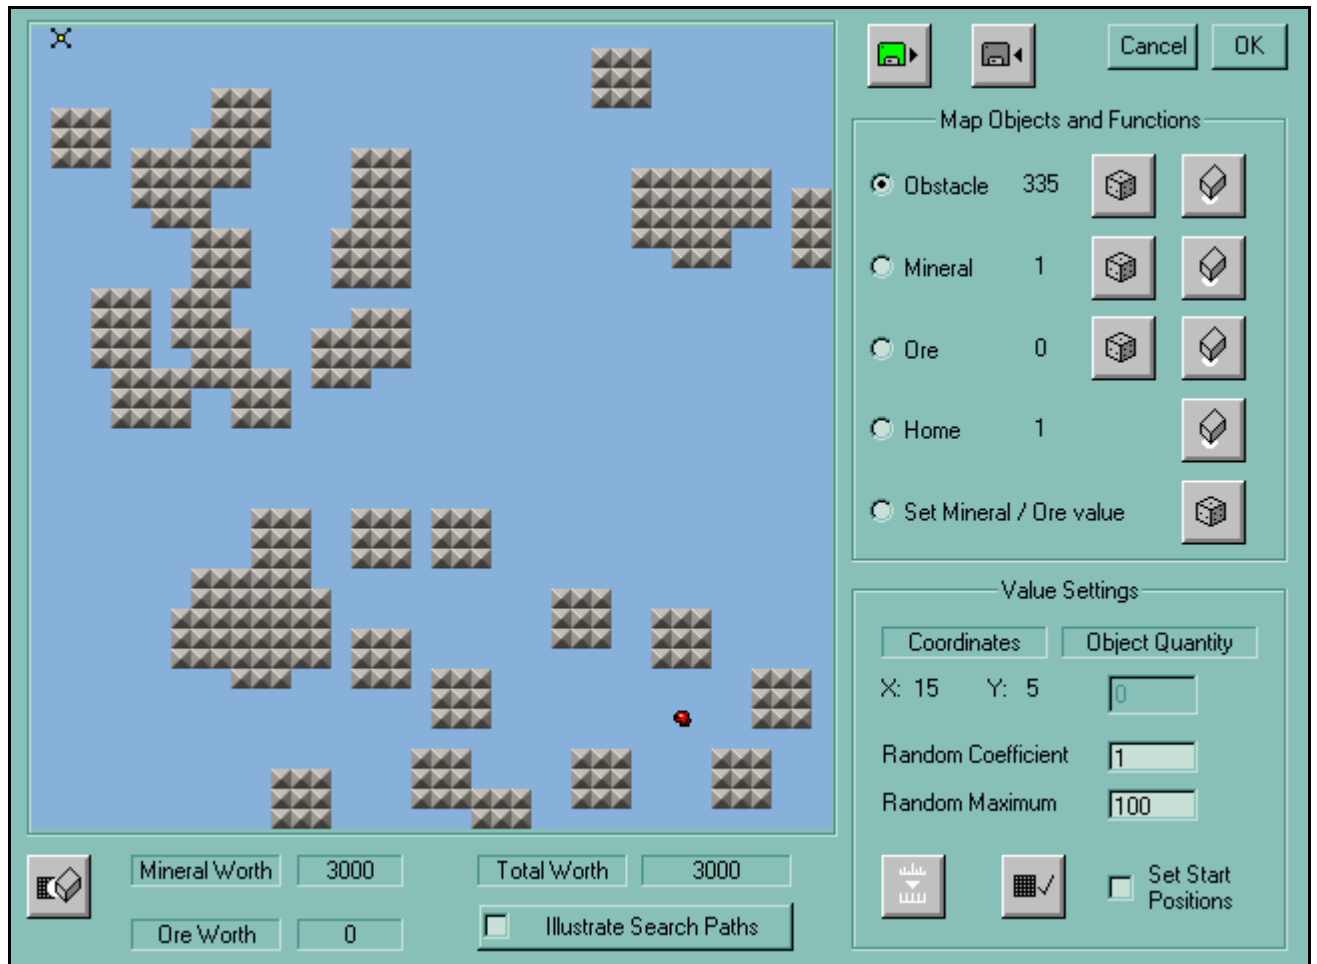 Cancel OK
Map Objects and Functions
Obstacle 335
Mineral 1
Ore 0
Home 1
Set Mineral / Ore value
Value Settings
Coordinates Object Quantity
X: 15 Y: 5 0
Random Coefficient 1
Random Maximum 100
Set Start
Positions
Mineral Worth 3000 Total Worth 3000
Ore Worth 0 Illustrate Search Paths